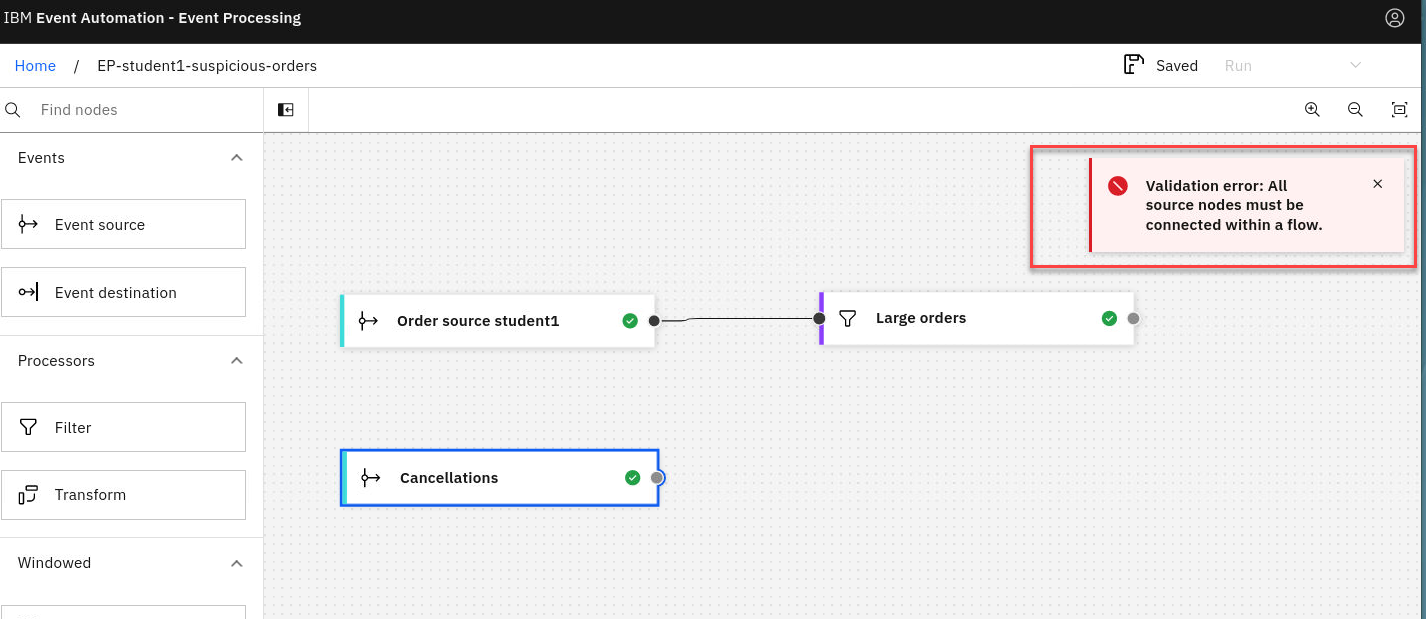 IBM Event Automation - Event Processing
Home / EP-student1-suspicious-orders
Saved
Run
Find nodes
Events
Event source
Event destination
Processors
Filter
Transform
Windowed
Validation error: All
source nodes must be
connected within a flow.
Order source student1
Large orders
Cancellations